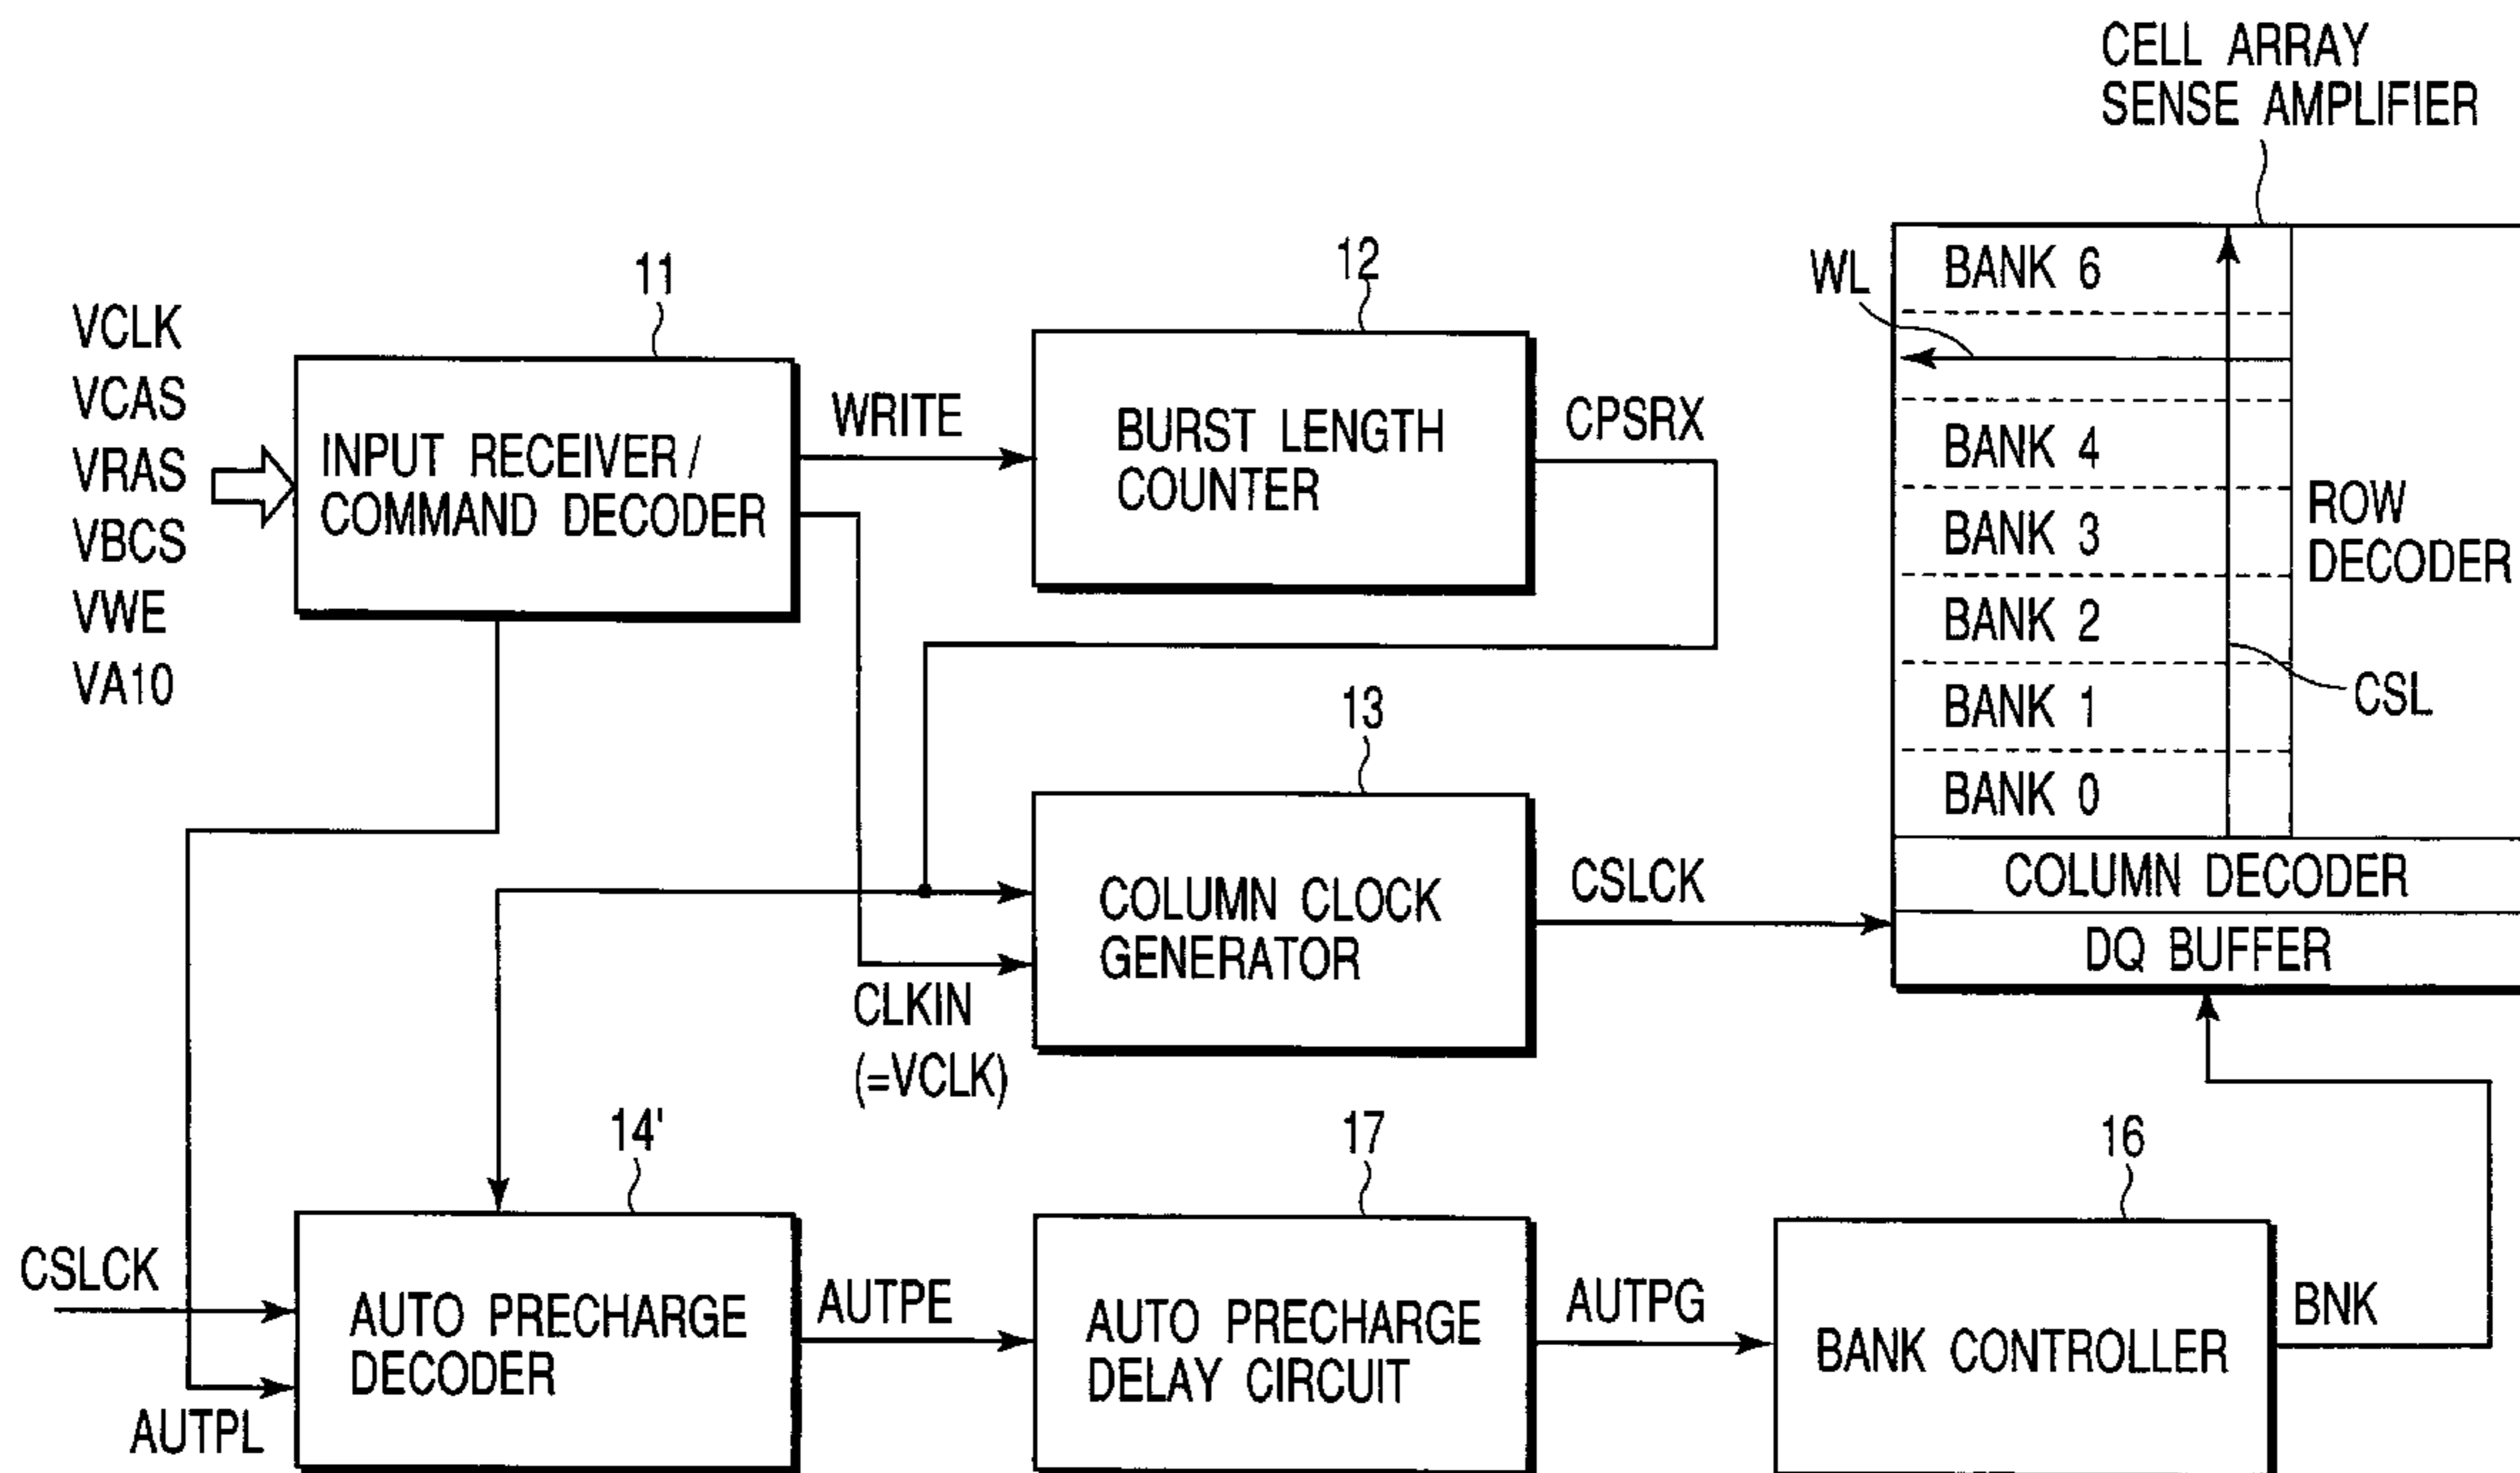 CELL ARRAY
SENSE AMPLIFIER
11
12
WL
BANK 6
VCLK
VCAS
VRAS
VBCS
VWE
VA10
INPUT RECEIVER/
COMMAND DECODER
WRITE
BURST LENGTH
COUNTER
CPSRX
BANK 4
BANK 3
BANK 2
BANK 1
BANK 0
ROW
DECODER
CSL
13
COLUMN CLOCK
GENERATOR
CSLCK
COLUMN DECODER
DQ BUFFER
CLKIN
(=VCLK)
14'
17
16
CSLCK
AUTPL
AUTO PRECHARGE
DECODER
AUTPE
AUTO PRECHARGE
DELAY CIRCUIT
AUTPG
BANK CONTROLLER
BNK